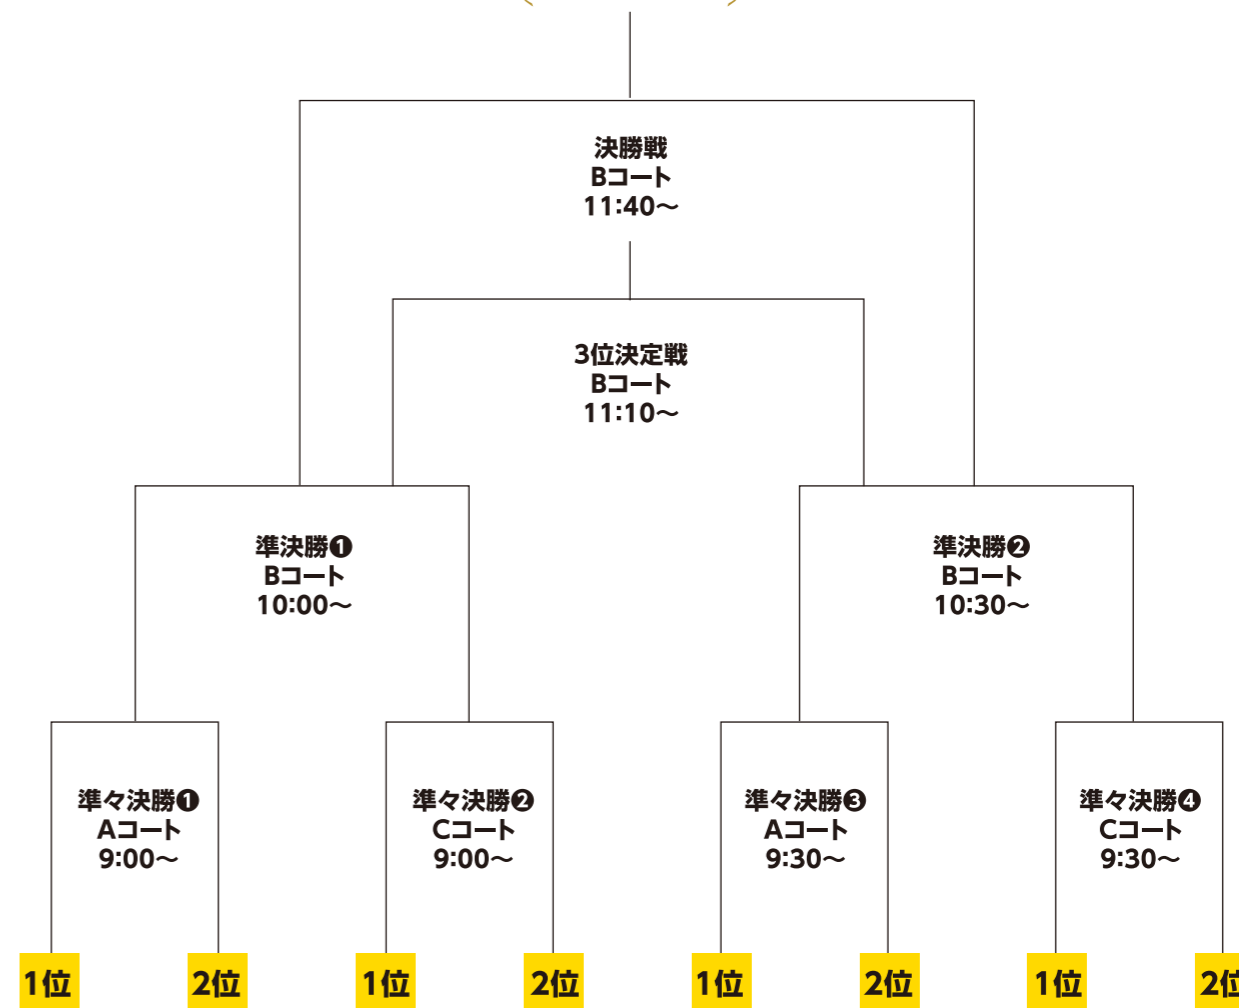 決勝戦
Bコート
11:40〜
3位決定戦
Bコート
11:10〜
準決勝❶
Bコート
10:00〜
準決勝❷
Bコート
10:30〜
準々決勝❶
Aコート
9:00〜
準々決勝❷
Cコート
9:00〜
準々決勝❸
Aコート
9:30〜
準々決勝❹
Cコート
9:30〜
1位
2位
1位
2位
1位
2位
1位
2位